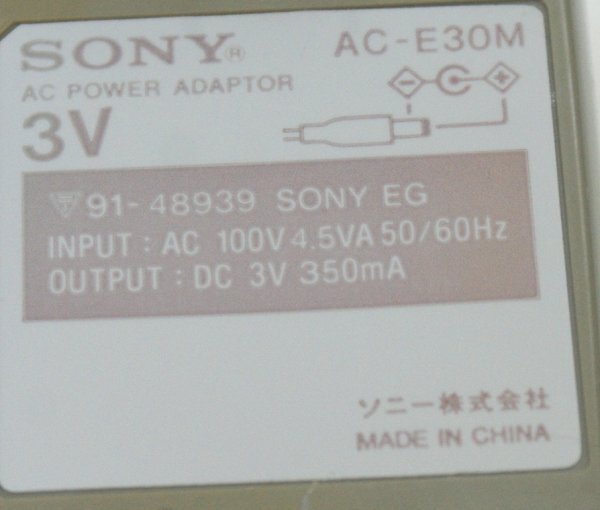 SONY® AC-E30M
AC POWER ADAPTOR
3V
91-48939 SONY EG
INPUT : AC 100V 4.5VA 50/60Hz
OUTPUT : DC 3V 350mA
ソニー株式会社
MADE IN CHINA